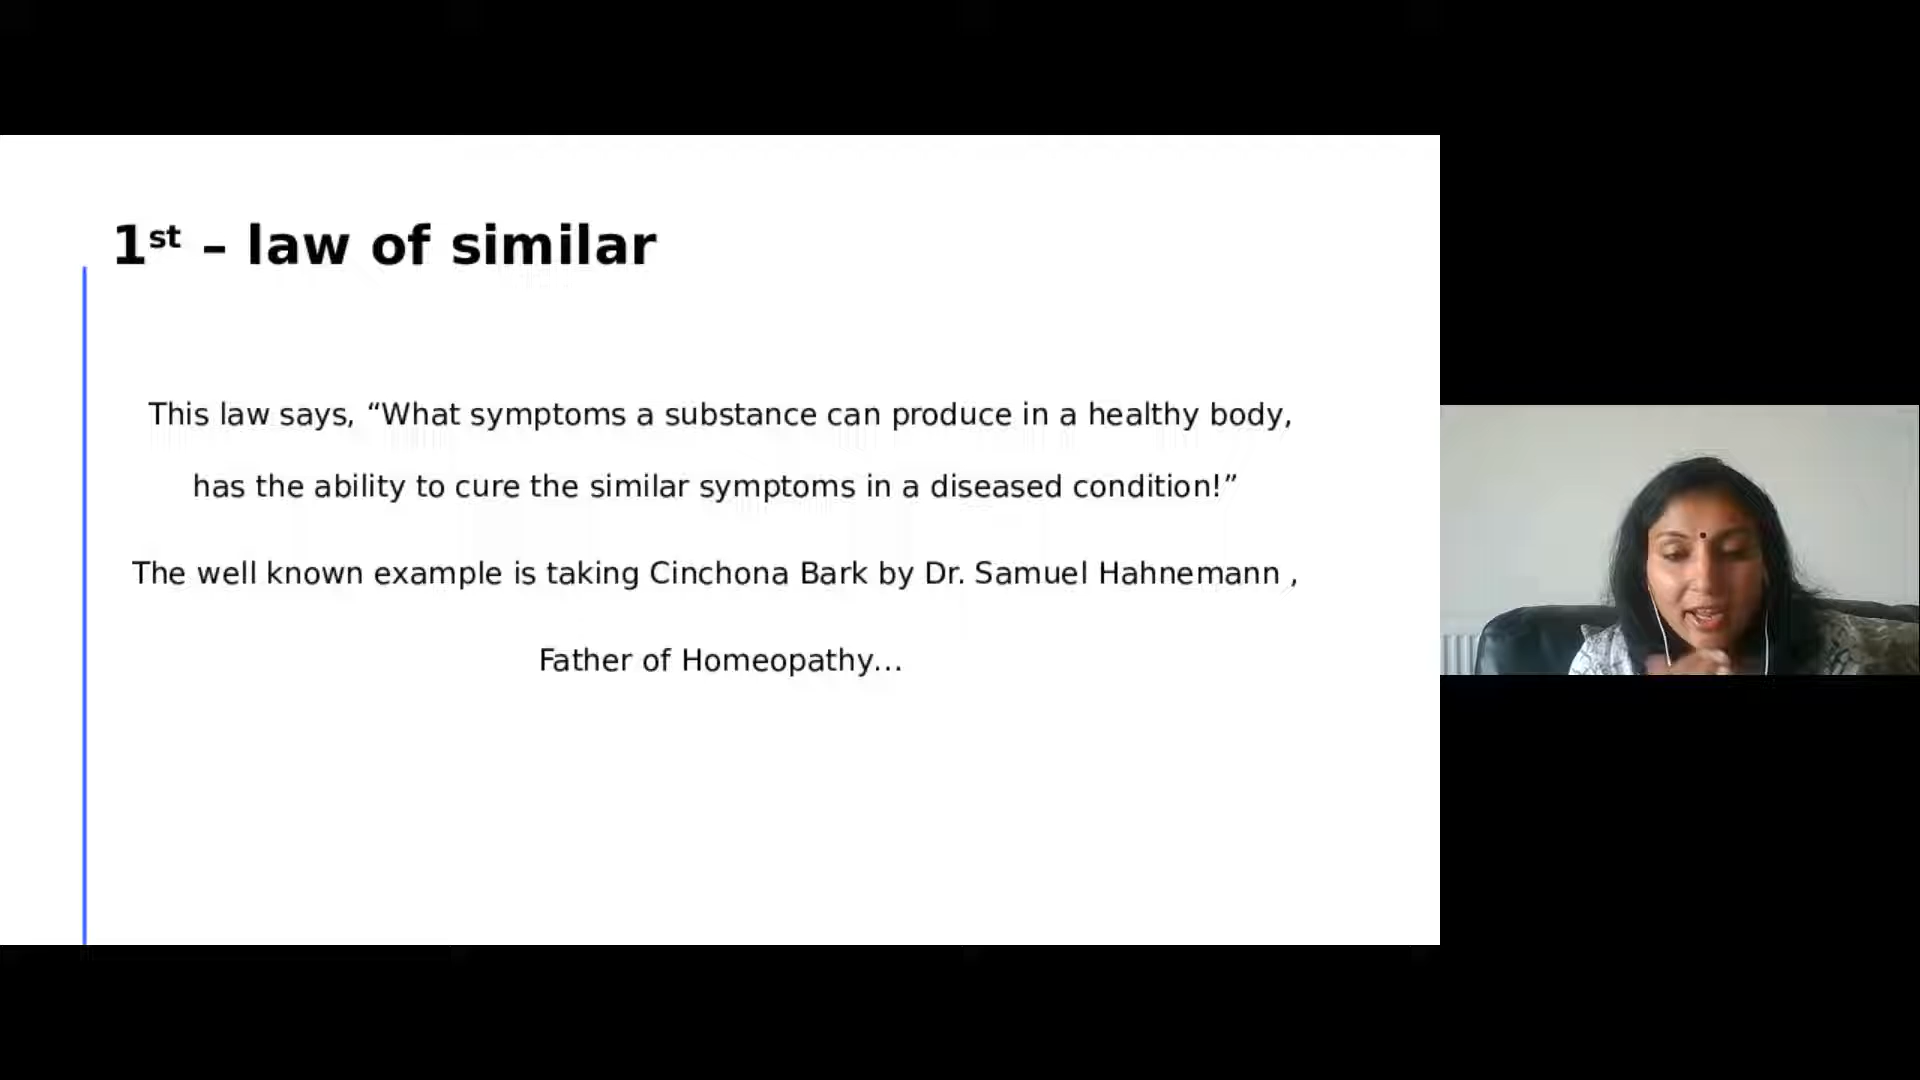 1st – law of similar
This law says, “What symptoms a substance can produce in a healthy body,
has the ability to cure the similar symptoms in a diseased condition!”
The well known example is taking Cinchona Bark by Dr. Samuel Hahnemann ,
Father of Homeopathy...